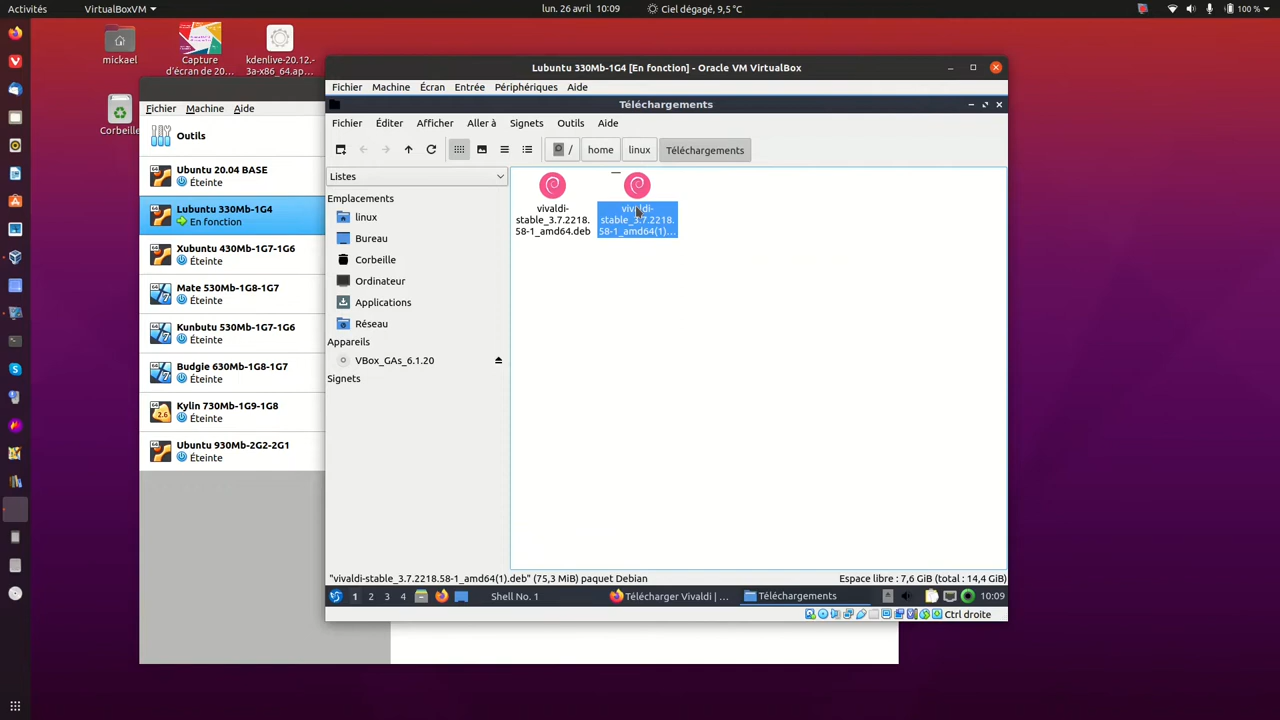 Activités
VirtualBoxVM
lun. 26 avril 10:09
Ciel dégagé, 9,5 °C
100 %
mickael
Capture
d'écran de 20…
kdenlive-20.12.-
3a-x86_64.ap…
Corbeille
Fichier Machine Aide
Outils
Ubuntu 20.04 BASE
Éteinte
Lubuntu 330Mb-1G4
En fonction
Xubuntu 430Mb-1G7-1G6
Éteinte
Mate 530Mb-1G8-1G7
Éteinte
Kunbutu 530Mb-1G7-1G6
Éteinte
Budgie 630Mb-1G8-1G7
Éteinte
Kylin 730Mb-1G9-1G8
Éteinte
Ubuntu 930Mb-2G2-2G1
Éteinte
Lubuntu 330Mb-1G4 [En fonction] - Oracle VM VirtualBox
Fichier Machine Écran Entrée Périphériques Aide
Téléchargements
Fichier Éditer Afficher Aller à Signets Outils Aide
/ home linux Téléchargements
Listes
Emplacements
linux
Bureau
Corbeille
Ordinateur
Applications
Réseau
Appareils
VBox_GAs_6.1.20
Signets
vivaldi-
stable_3.7.2218.
58-1_amd64.deb
vivaldi-
stable_3.7.2218.
58-1_amd64(1)…
"vivaldi-stable_3.7.2218.58-1_amd64(1).deb" (75,3 MiB) paquet Debian
Espace libre : 7,6 GiB (total : 14,4 GiB)
1 2 3 4
Shell No. 1
Télécharger Vivaldi | …
Téléchargements
10:09
Ctrl droite